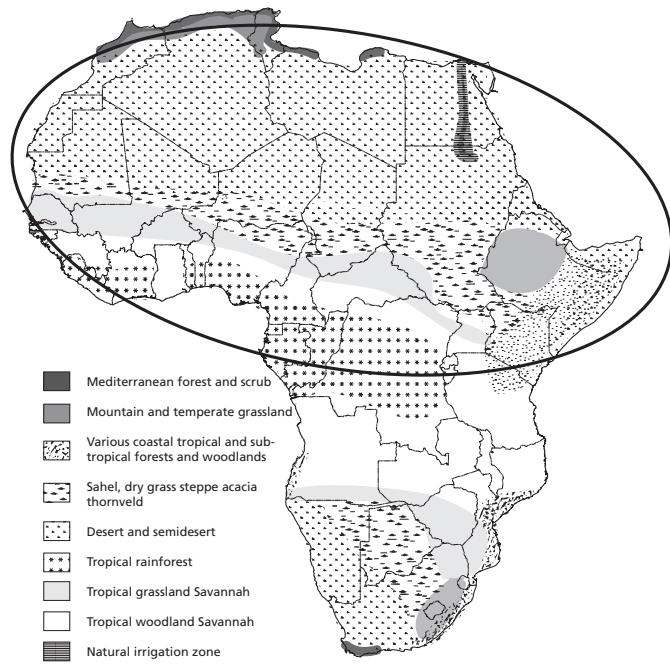 Mediterranean forest and scrub
Mountain and temperate grassland
Various coastal tropical and sub-
tropical forests and woodlands
Sahel, dry grass steppe acacia
thornveld
Desert and semidesert
Tropical rainforest
Tropical grassland Savannah
Tropical woodland Savannah
Natural irrigation zone